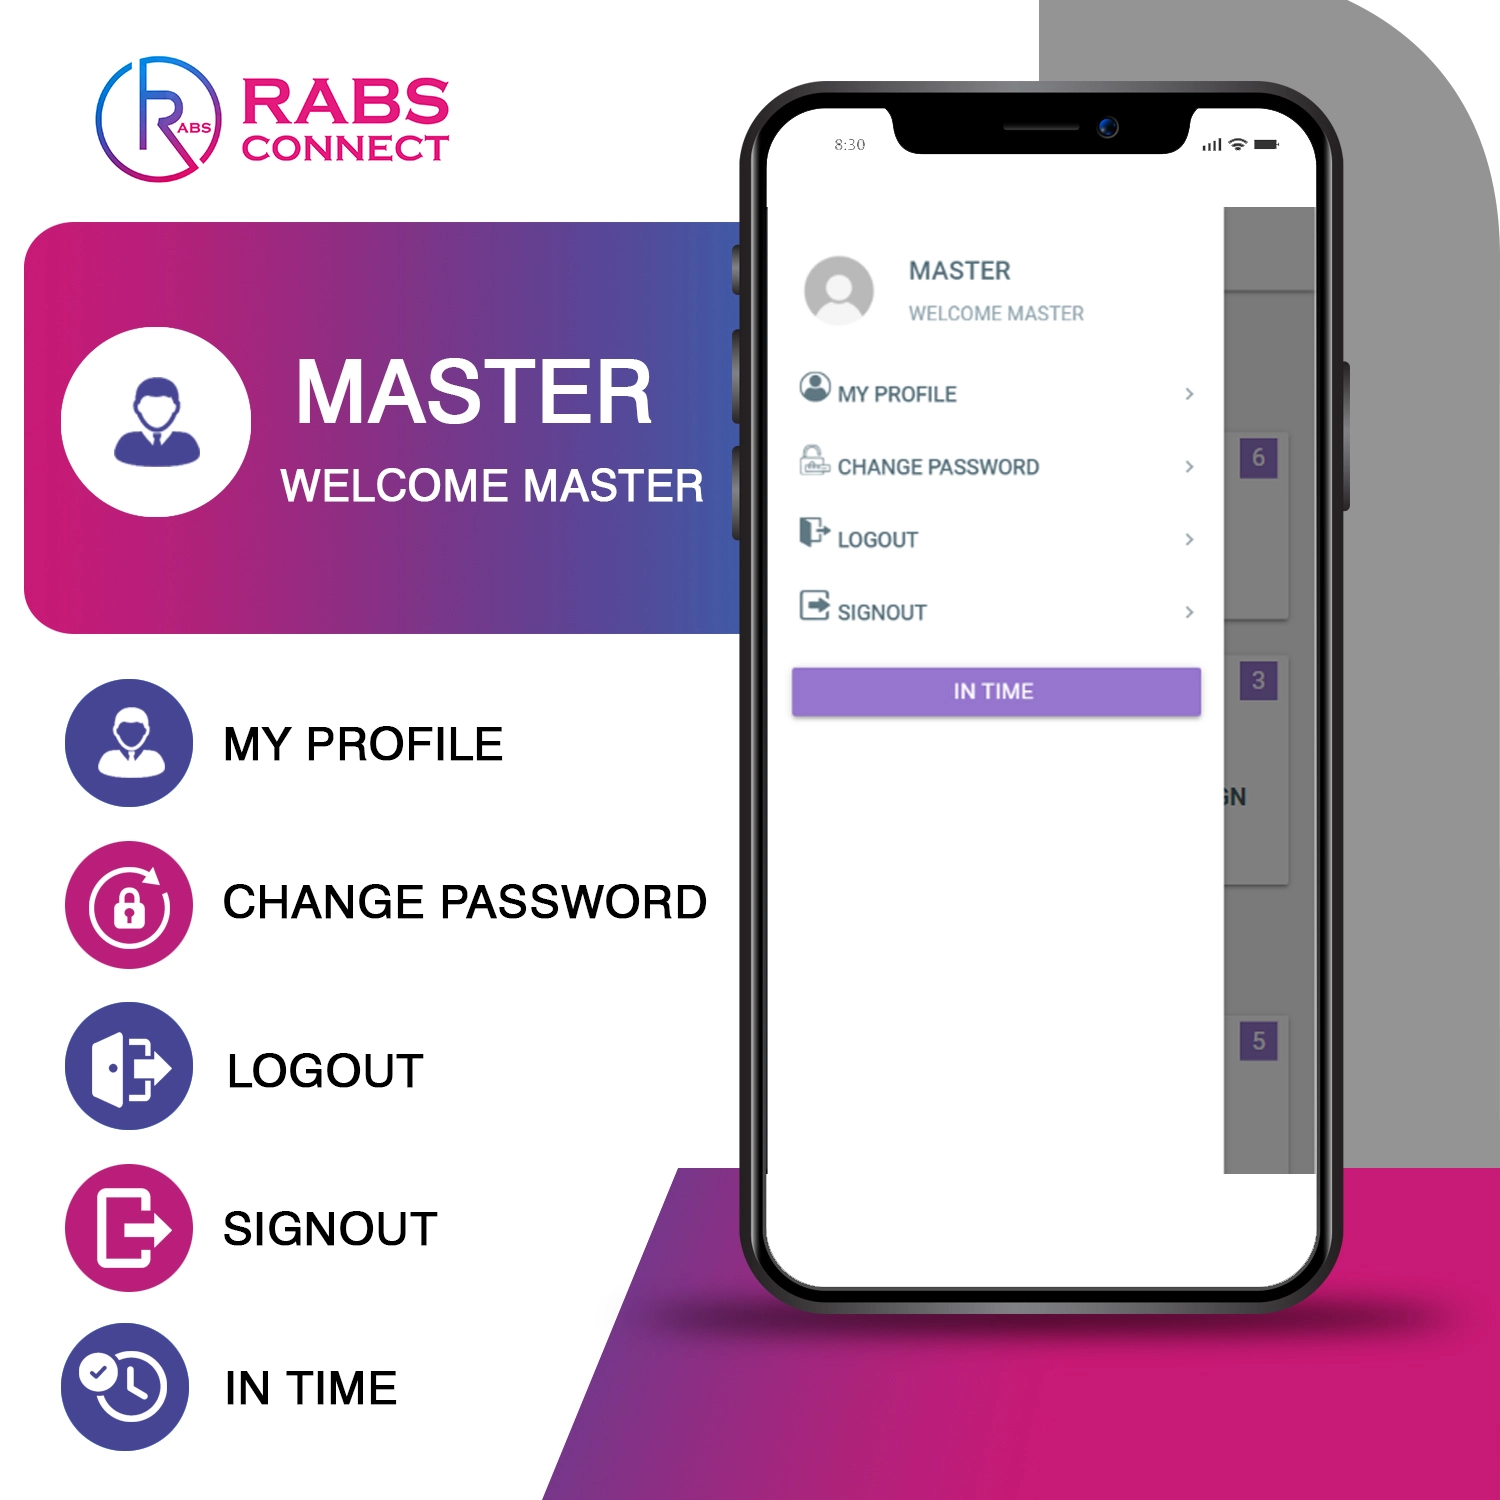 ABS
RABS
CONNECT
MASTER
WELCOME MASTER
MY PROFILE
CHANGE PASSWORD
LOGOUT
SIGNOUT
IN TIME
8:30
MASTER
WELCOME MASTER
MY PROFILE
CHANGE PASSWORD
LOGOUT
SIGNOUT
IN TIME
6
3
GN
5